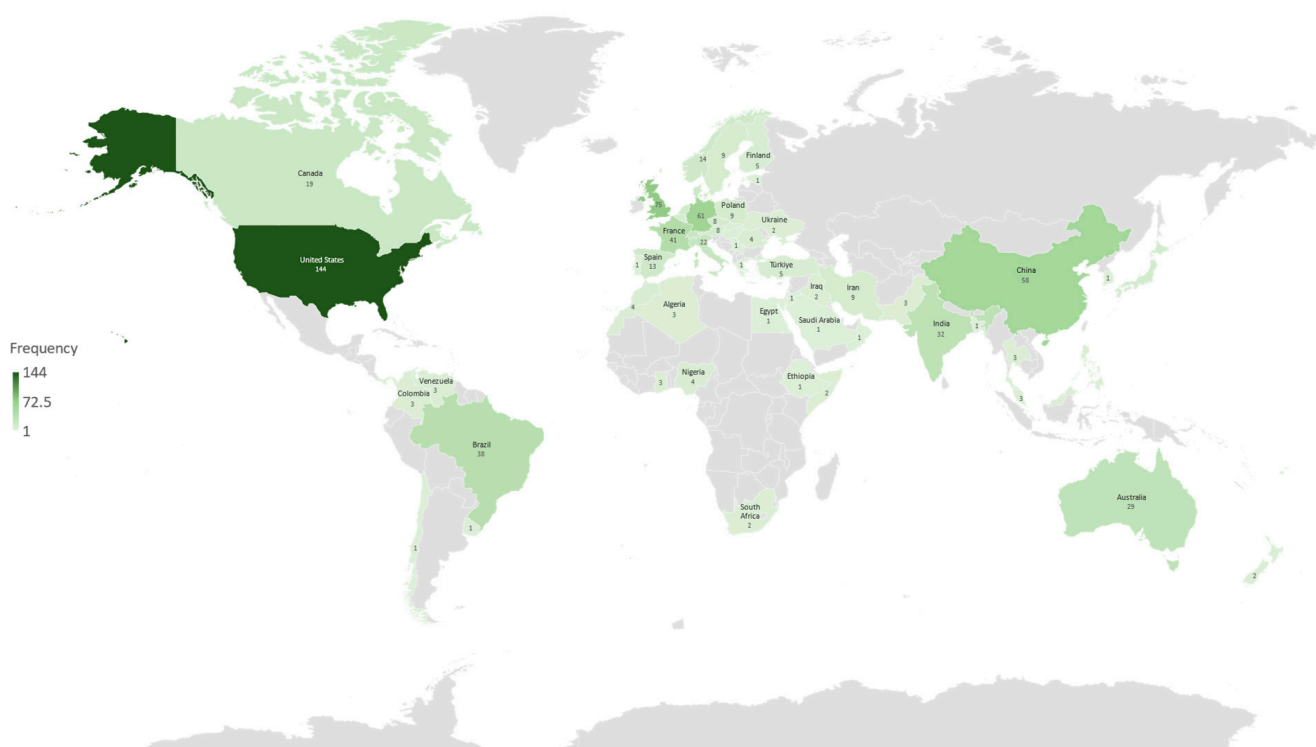 Canada
19
United States
144
Frequency
144
72.5
1
Venezuela
3
Colombia
3
Brazil
38
1
1
14
9
Finland
5
1
75
61
Poland
9
8
8
Ukraine
2
France
41
22
4
1
Spain
13
1
1
Türkiye
5
4
Algeria
3
Egypt
1
1
Iraq
2
Iran
9
Saudi Arabia
1
1
3
Nigeria
4
Ethiopia
1
2
South
Africa
2
3
India
32
1
China
58
1
3
3
Australia
29
2